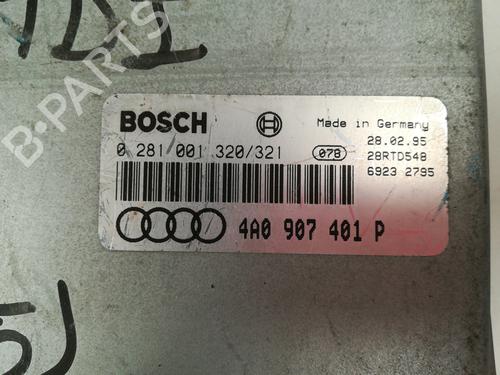 TDI
B-PARTS
BOSCH
Made in Germany
0 281 001 320/321
078
28.02.95
28RTD548
6923 2795
4A0 907 401 P